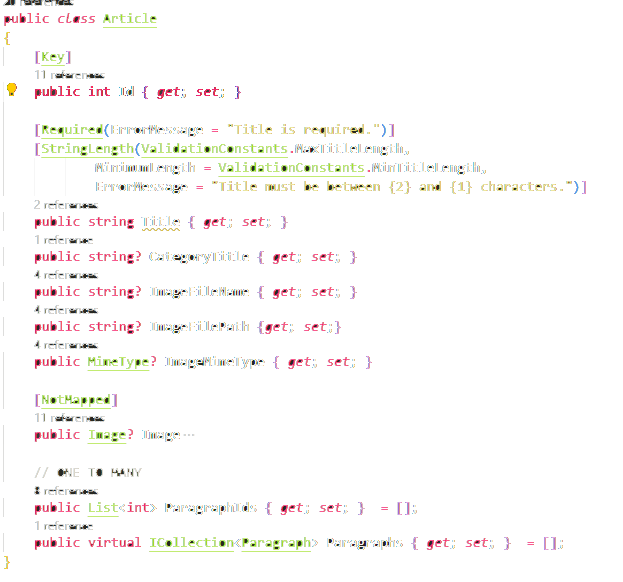 public class Article
{
[Key]
11 references
public int Id { get; set; }
[Required(ErrorMessage = "Title is required.")]
[StringLength(ValidationConstants.MaxTitleLength,
MinimumLength = ValidationConstants.MinTitleLength,
ErrorMessage = "Title must be between {2} and {1} characters.")]
2 references
public string Title { get; set; }
1 reference
public string? CategoryTitle { get; set; }
4 references
public string? ImageFileName { get; set; }
4 references
public string? ImageFilePath {get; set;}
4 references
public MimeType? ImageMimeType { get; set; }
[NotMapped]
11 references
public Image? Image···
// ONE TO MANY
8 references
public List<int> ParagraphIds { get; set; } = [];
1 reference
public virtual ICollection<Paragraph> Paragraphs { get; set; } = [];
}